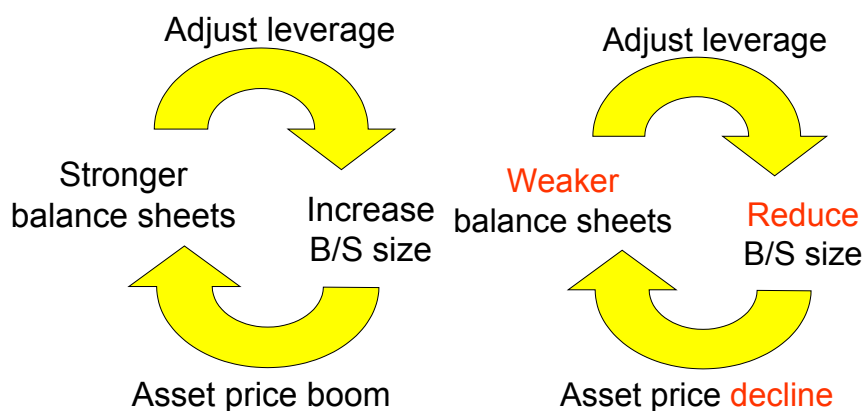 Adjust leverage
Stronger
balance sheets
Increase
B/S size
Asset price boom
Adjust leverage
Weaker
balance sheets
Reduce
B/S size
Asset price decline